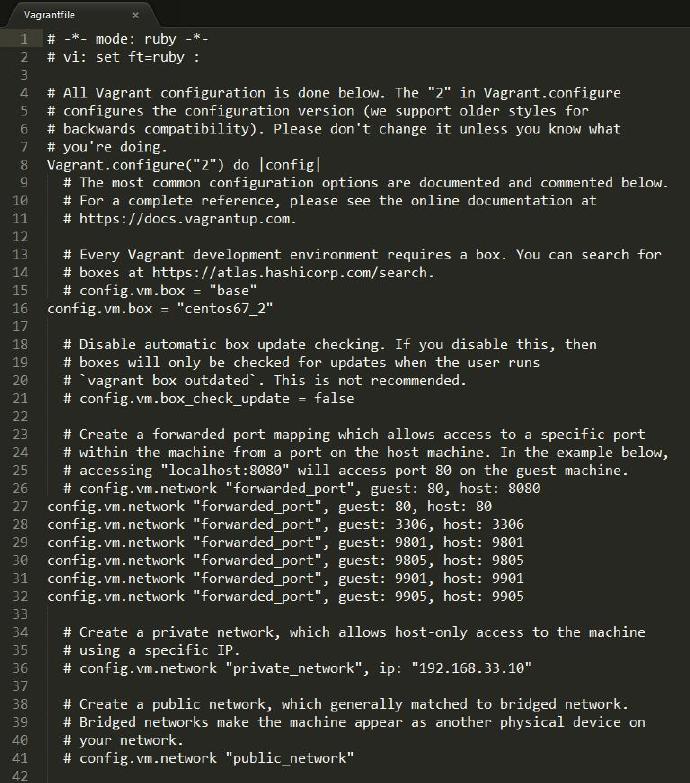 Vagrantfile ×
1 # -*- mode: ruby -*-
2 # vi: set ft=ruby :
3
4 # All Vagrant configuration is done below. The "2" in Vagrant.configure
5 # configures the configuration version (we support older styles for
6 # backwards compatibility). Please don't change it unless you know what
7 # you're doing.
8 Vagrant.configure("2") do |config|
9 # The most common configuration options are documented and commented below.
10 # For a complete reference, please see the online documentation at
11 # https://docs.vagrantup.com.
12
13 # Every Vagrant development environment requires a box. You can search for
14 # boxes at https://atlas.hashicorp.com/search.
15 # config.vm.box = "base"
16 config.vm.box = "centos67_2"
17
18 # Disable automatic box update checking. If you disable this, then
19 # boxes will only be checked for updates when the user runs
20 # `vagrant box outdated`. This is not recommended.
21 # config.vm.box_check_update = false
22
23 # Create a forwarded port mapping which allows access to a specific port
24 # within the machine from a port on the host machine. In the example below,
25 # accessing "localhost:8080" will access port 80 on the guest machine.
26 # config.vm.network "forwarded_port", guest: 80, host: 8080
27 config.vm.network "forwarded_port", guest: 80, host: 80
28 config.vm.network "forwarded_port", guest: 3306, host: 3306
29 config.vm.network "forwarded_port", guest: 9801, host: 9801
30 config.vm.network "forwarded_port", guest: 9805, host: 9805
31 config.vm.network "forwarded_port", guest: 9901, host: 9901
32 config.vm.network "forwarded_port", guest: 9905, host: 9905
33
34 # Create a private network, which allows host-only access to the machine
35 # using a specific IP.
36 # config.vm.network "private_network", ip: "192.168.33.10"
37
38 # Create a public network, which generally matched to bridged network.
39 # Bridged networks make the machine appear as another physical device on
40 # your network.
41 # config.vm.network "public_network"
42